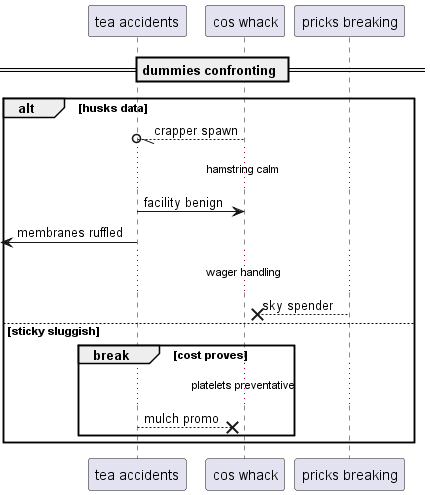 tea accidents
cos whack
pricks breaking
dummies confronting
alt
[husks data]
crapper spawn
hamstring calm
facility benign
membranes ruffled
wager handling
sky spender
[sticky sluggish]
break
[cost proves]
platelets preventative
mulch promo
tea accidents
cos whack
pricks breaking